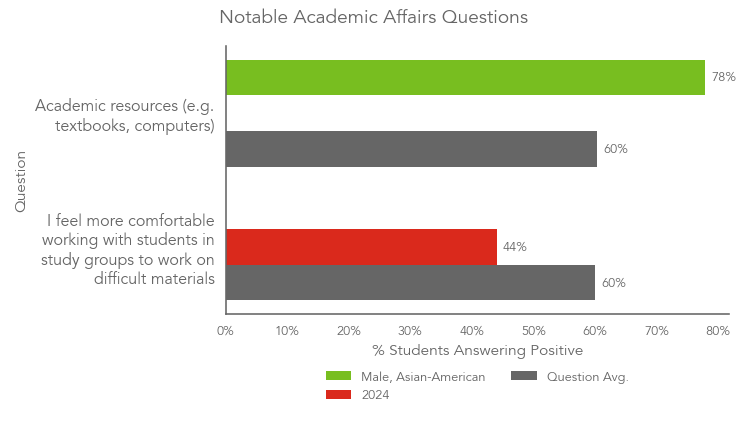 Notable Academic Affairs Questions
Question
Academic resources (e.g.
textbooks, computers)
78%
60%
I feel more comfortable
working with students in
study groups to work on
difficult materials
44%
60%
0% 10% 20% 30% 40% 50% 60% 70% 80%
% Students Answering Positive
Male, Asian-American Question Avg.
2024